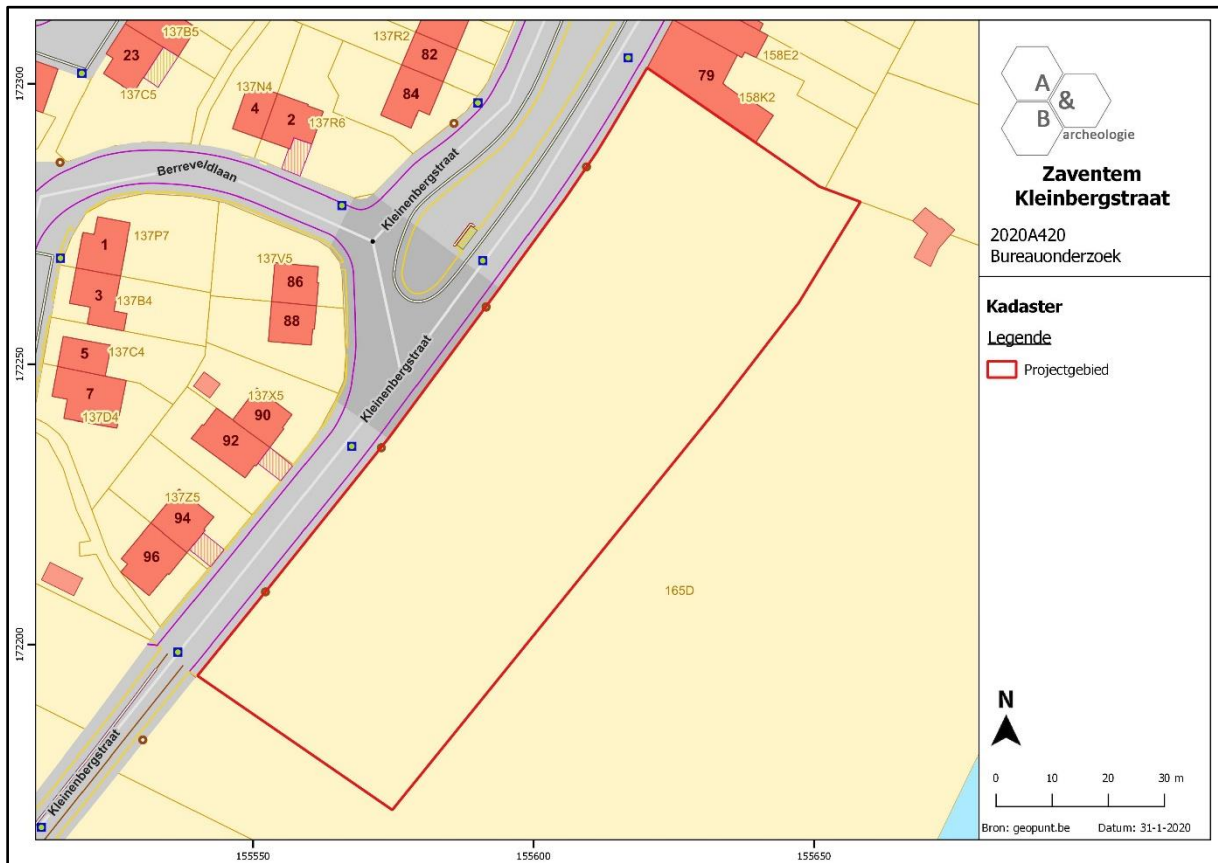 137B5
23
137C5
137R2
82
84
137N4
4
2
137R6
79
158E2
158K2
Berreveldlaan
Kleinenbergstraat
1
137P7
3
137B4
137V5
86
88
5
137C4
7
137D4
Kleinenbergstraat
137X5
90
92
137Z5
94
96
165D
Kleinenbergstraat
172300
172250
172200
155550
155600
155650
A
&
B
archeologie
Zaventem
Kleinbergstraat
2020A420
Bureauonderzoek
Kadaster
Legende
Projectgebied
N
0 10 20 30 m
Bron: geopunt.be Datum: 31-1-2020